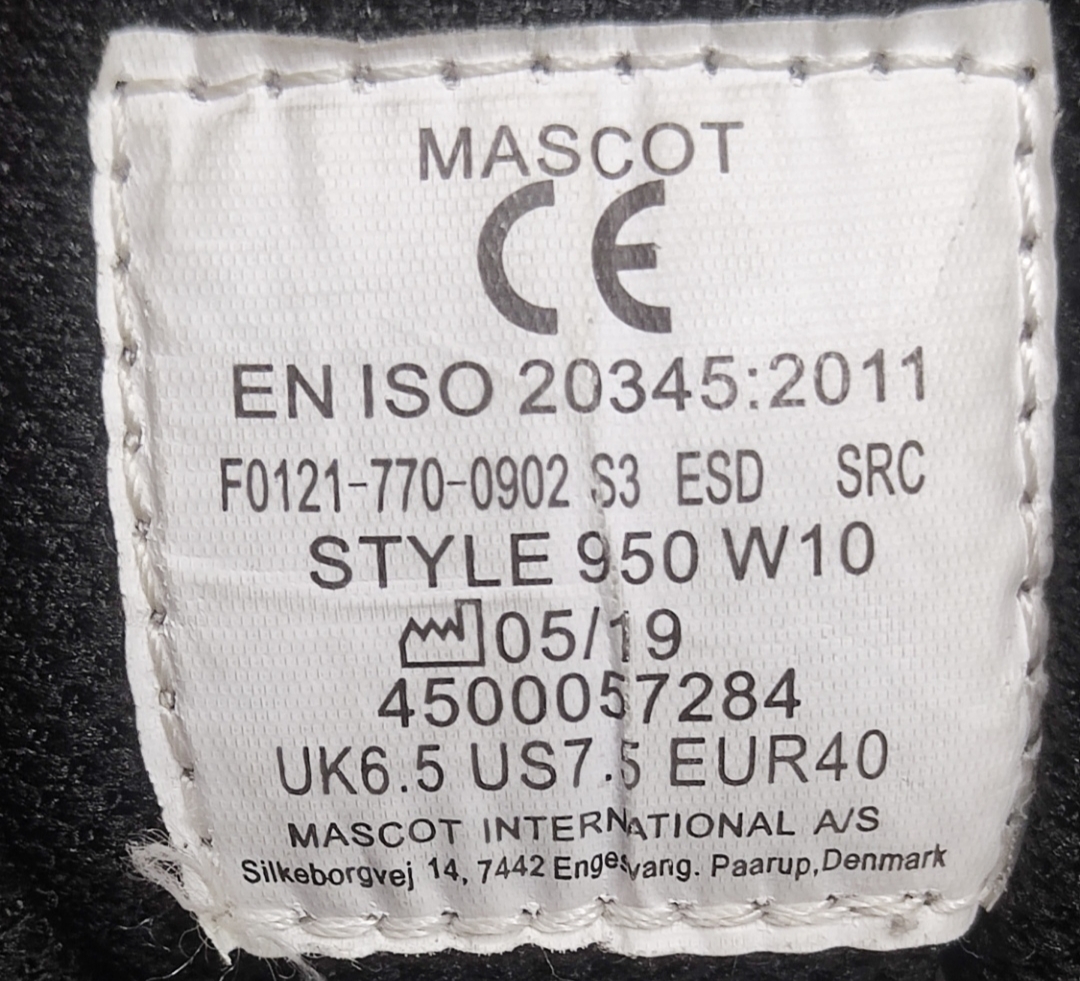 MASCOT
CE
EN ISO 20345:2011
F0121-770-0902 S3 ESD SRC
STYLE 950 W10
05/19
4500057284
UK6.5 US7.5 EUR40
MASCOT INTERNATIONAL A/S
Silkeborgvej 14, 7442 Engesvang. Paarup,Denmark